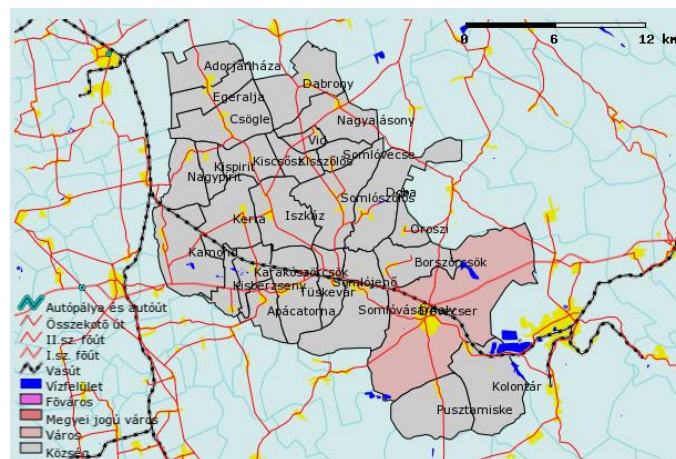 0 6 12 km
Adorjánháza
Dabrony
Egeralja
Csögle
Nagyalásony
Vid
Kiscsősz
Kisszőlős
Somlóvecse
Kispirit
Nagypirit
Doba
Somlószőlős
Iszkáz
Kerta
Oroszi
Kamond
Borszörcsök
Karakószörcsök
Somlójenő
Kisberzseny
Tüskevár
Apácatorna
Somlóvásárhely
Devecser
Kolontár
Pusztamiske
Autópálya és autóút
Összekötő út
II.sz. főút
I.sz. főút
Vasút
Vízfelület
Főváros
Megyei jogú város
Város
Község